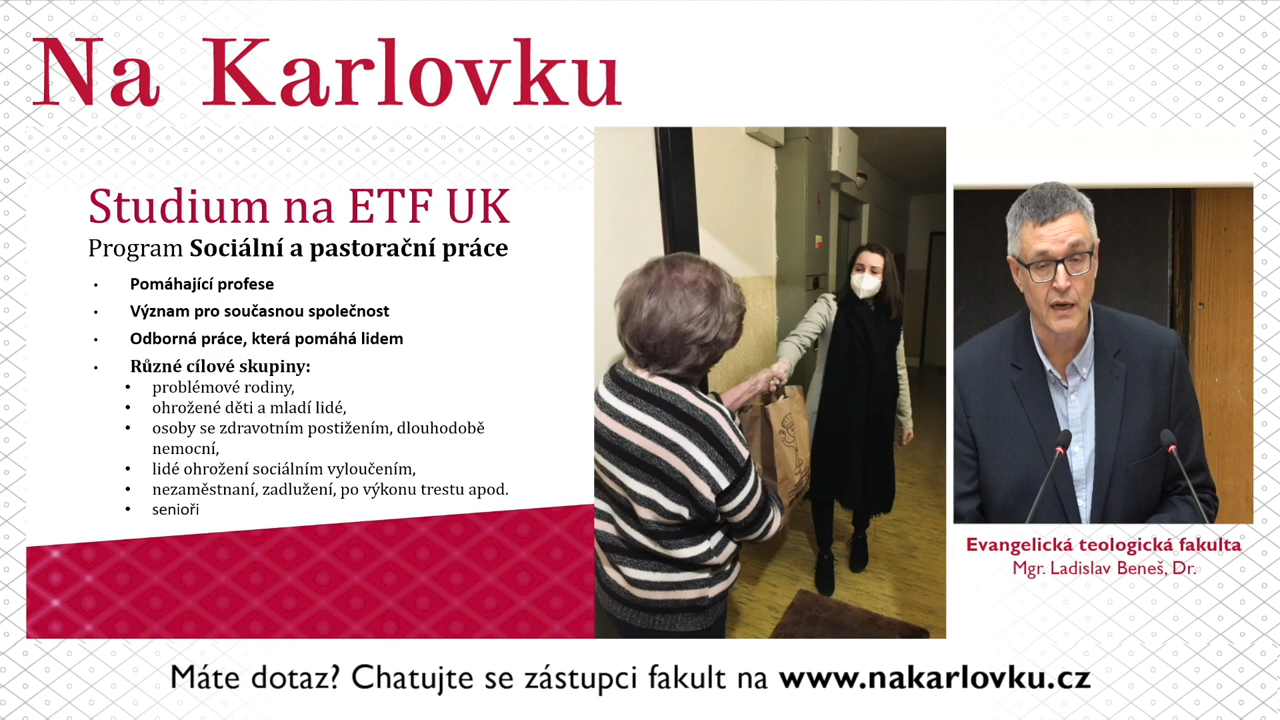 Na Karlovku
Studium na ETF UK
Program Sociální a pastorační práce
• Pomáhající profese
• Význam pro současnou společnost
• Odborná práce, která pomáhá lidem
• Různé cílové skupiny:
• problémové rodiny,
• ohrožené děti a mladí lidé,
• osoby se zdravotním postižením, dlouhodobě
nemocní,
• lidé ohrožení sociálním vyloučením,
• nezaměstnaní, zadlužení, po výkonu trestu apod.
• senioři
Evangelická teologická fakulta
Mgr. Ladislav Beneš, Dr.
Máte dotaz? Chatujte se zástupci fakult na www.nakarlovku.cz